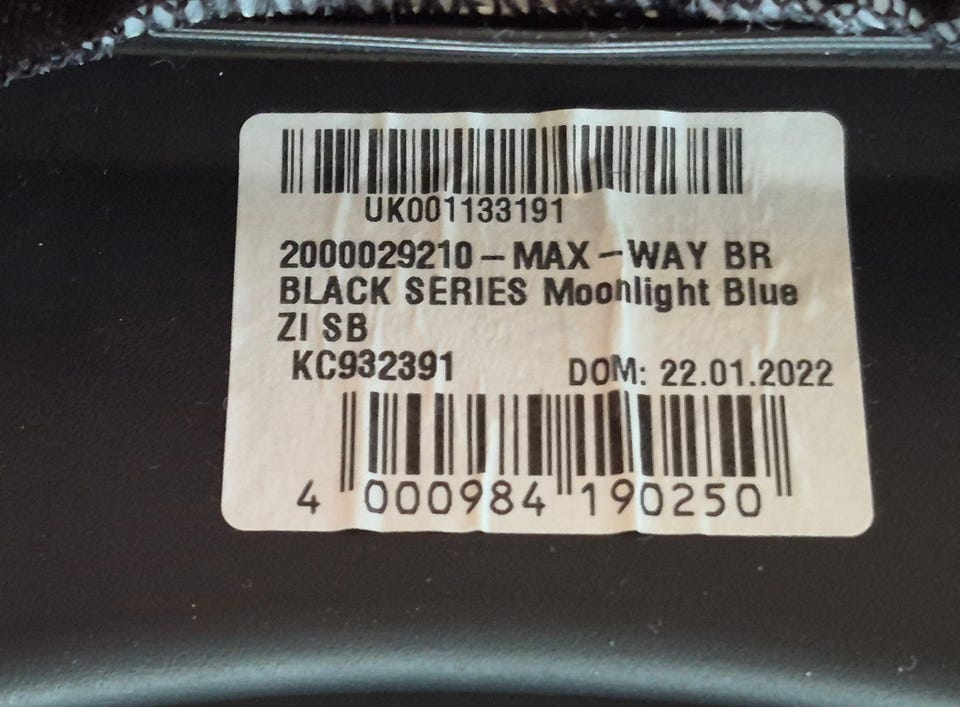 UK001133191
2000029210-MAX-WAY BR
BLACK SERIES Moonlight Blue
ZI SB
KC932391 DOM: 22.01.2022
4 000984 190250